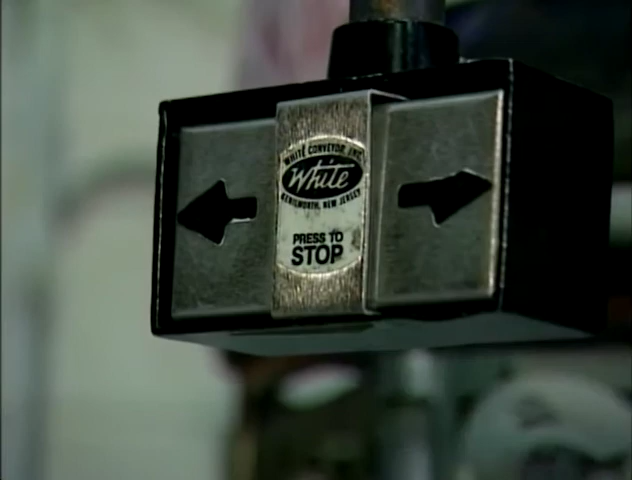 WHITE CONVEYOR, INC.
White
KENILWORTH, NEW JERSEY
PRESS TO
STOP